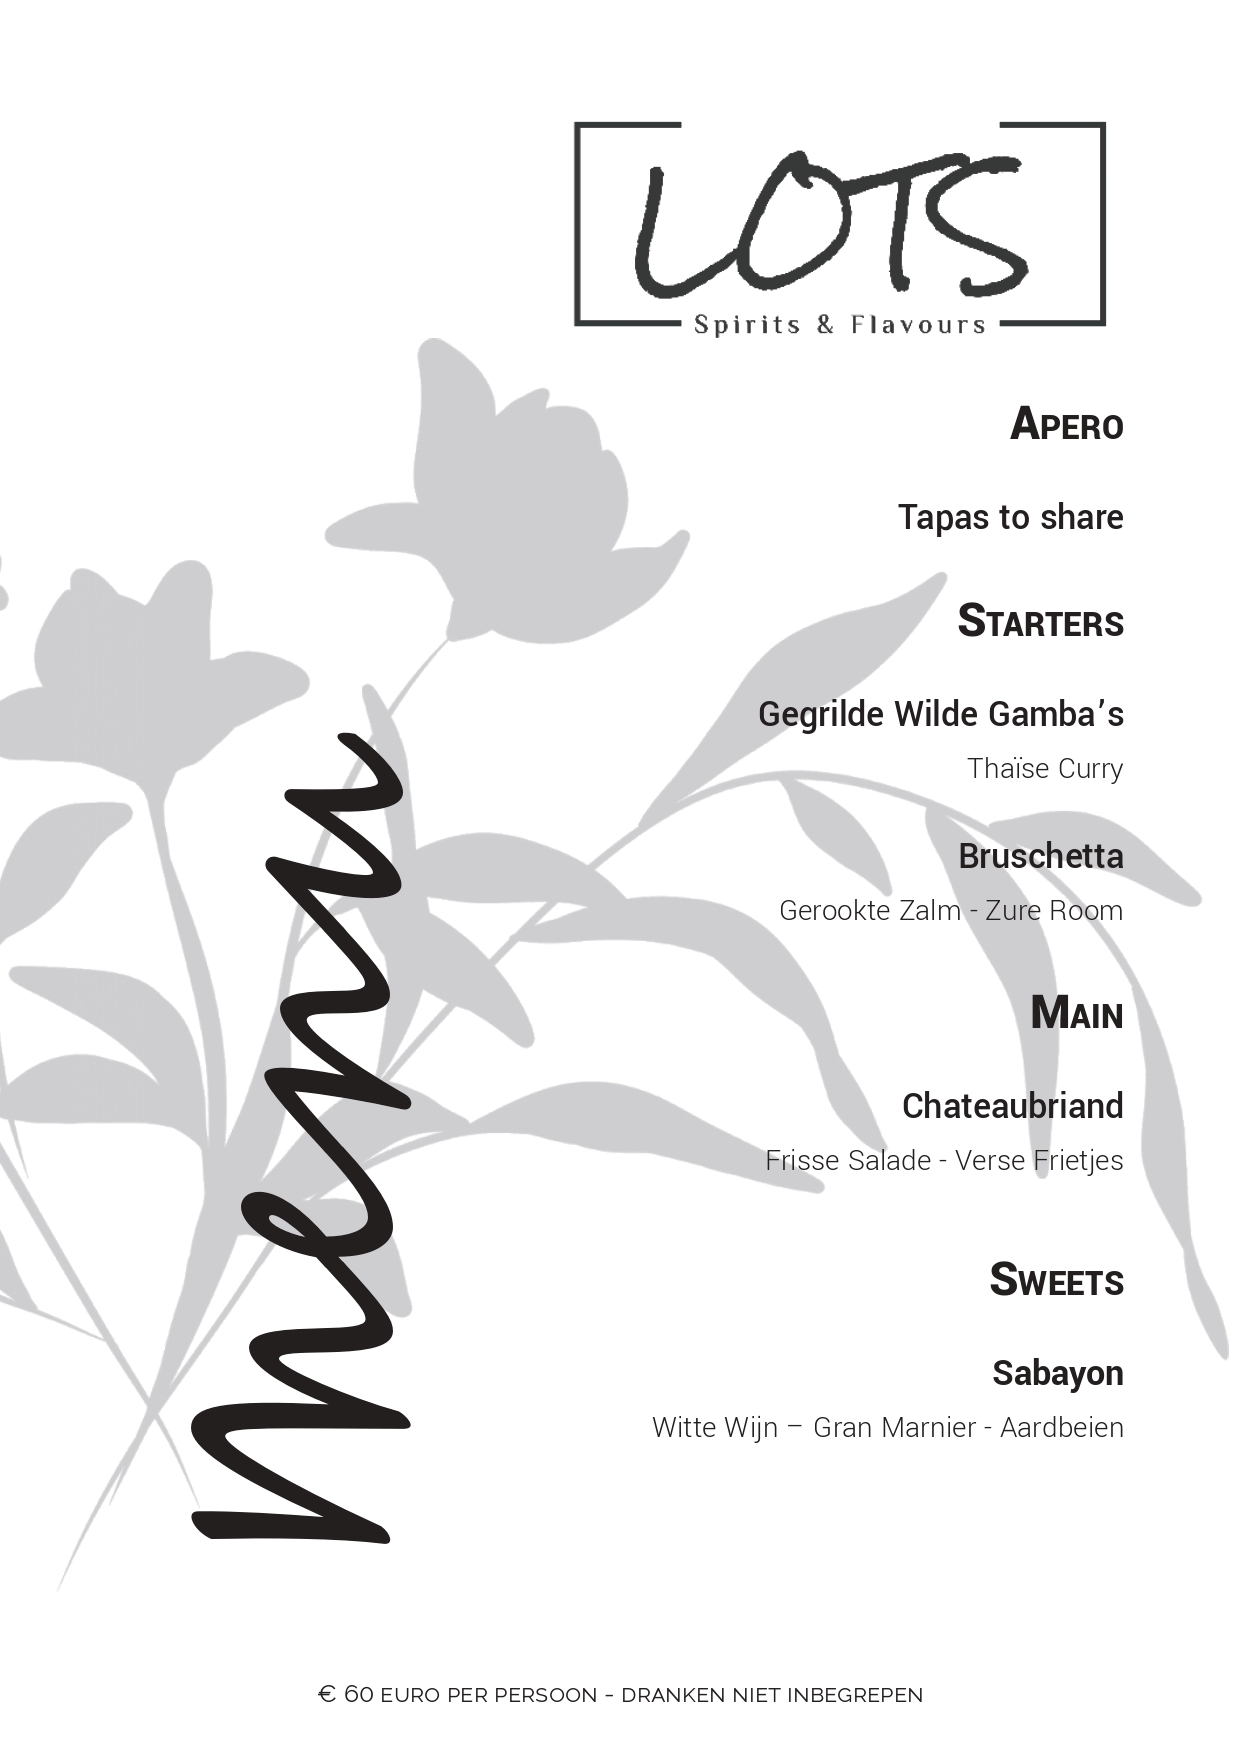 LOTS
Spirits & Flavours
APERO
Tapas to share
STARTERS
Gegrilde Wilde Gamba's
Thaïse Curry
Bruschetta
Gerookte Zalm - Zure Room
MAIN
Chateaubriand
Frisse Salade - Verse Frietjes
SWEETS
Sabayon
Witte Wijn – Gran Marnier - Aardbeien
menu
€ 60 EURO PER PERSOON - DRANKEN NIET INBEGREPEN